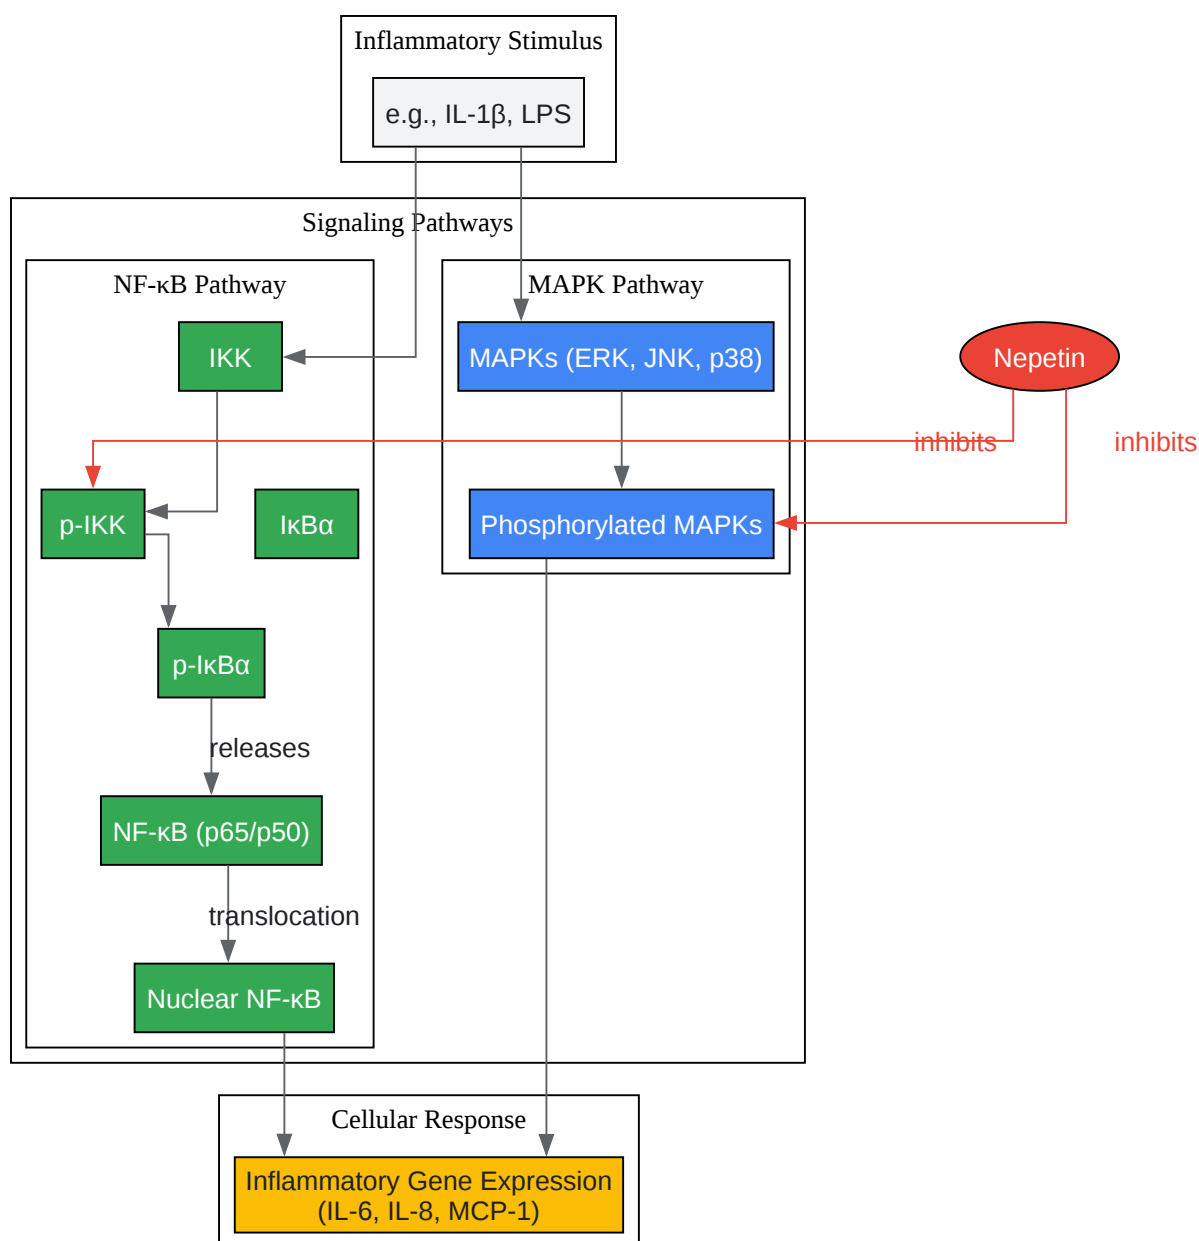 Inflammatory Stimulus
e.g., IL-1β, LPS
Signaling Pathways
NF-κB Pathway
MAPK Pathway
IKK
MAPKs (ERK, JNK, p38)
Nepetin
inhibits
inhibits
p-IKK
IκBα
Phosphorylated MAPKs
p-IκBα
releases
NF-κB (p65/p50)
translocation
Nuclear NF-κB
Cellular Response
Inflammatory Gene Expression
(IL-6, IL-8, MCP-1)